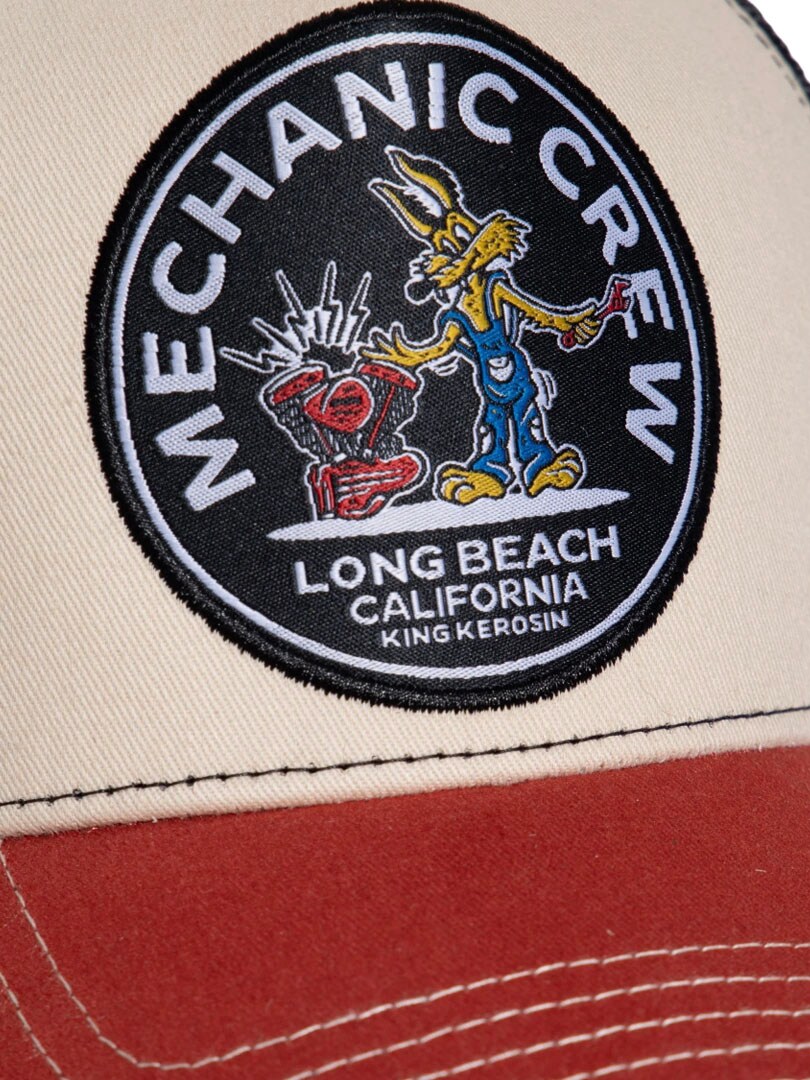 MECHANIC CREW
LONG BEACH
CALIFORNIA
KING KEROSIN